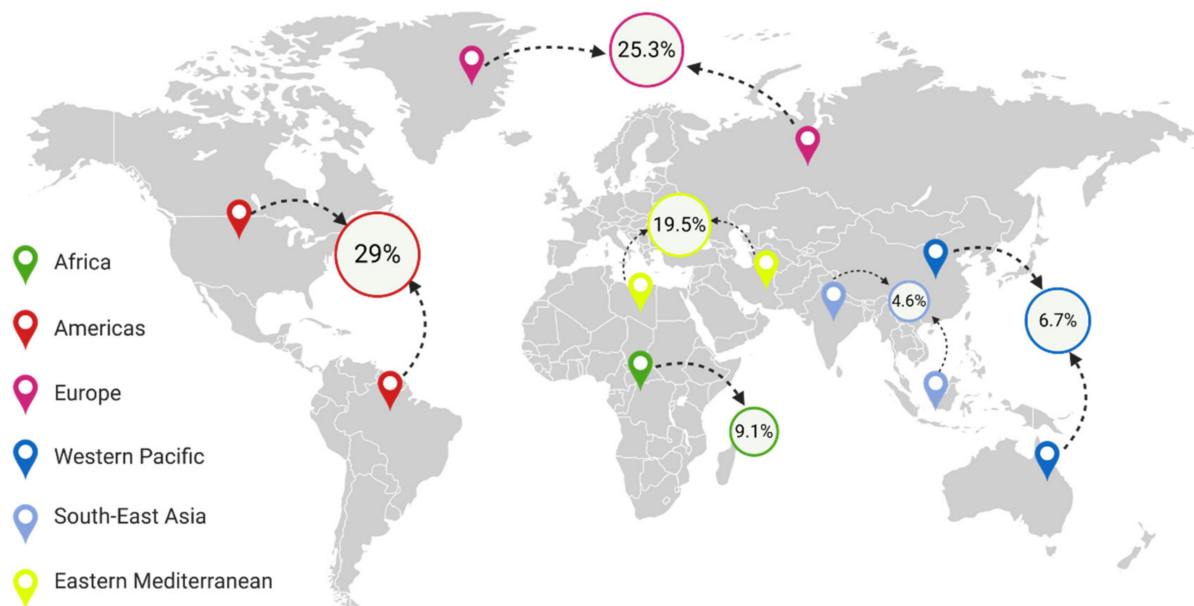 25.3%
19.5%
29%
4.6%
6.7%
9.1%
Africa
Americas
Europe
Western Pacific
South-East Asia
Eastern Mediterranean